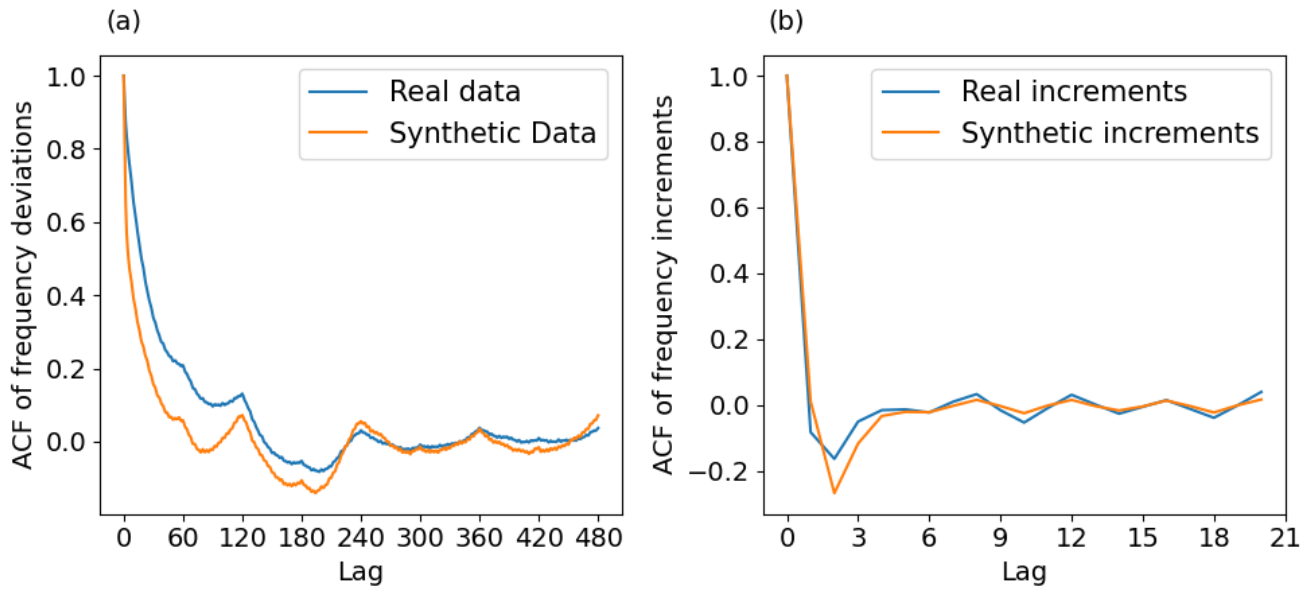 (a)
ACF of frequency deviations
1.0
0.8
0.6
0.4
0.2
0.0
Real data
Synthetic Data
0 60 120 180 240 300 360 420 480
Lag
(b)
ACF of frequency increments
1.0
0.8
0.6
0.4
0.2
0.0
−0.2
Real increments
Synthetic increments
0 3 6 9 12 15 18 21
Lag